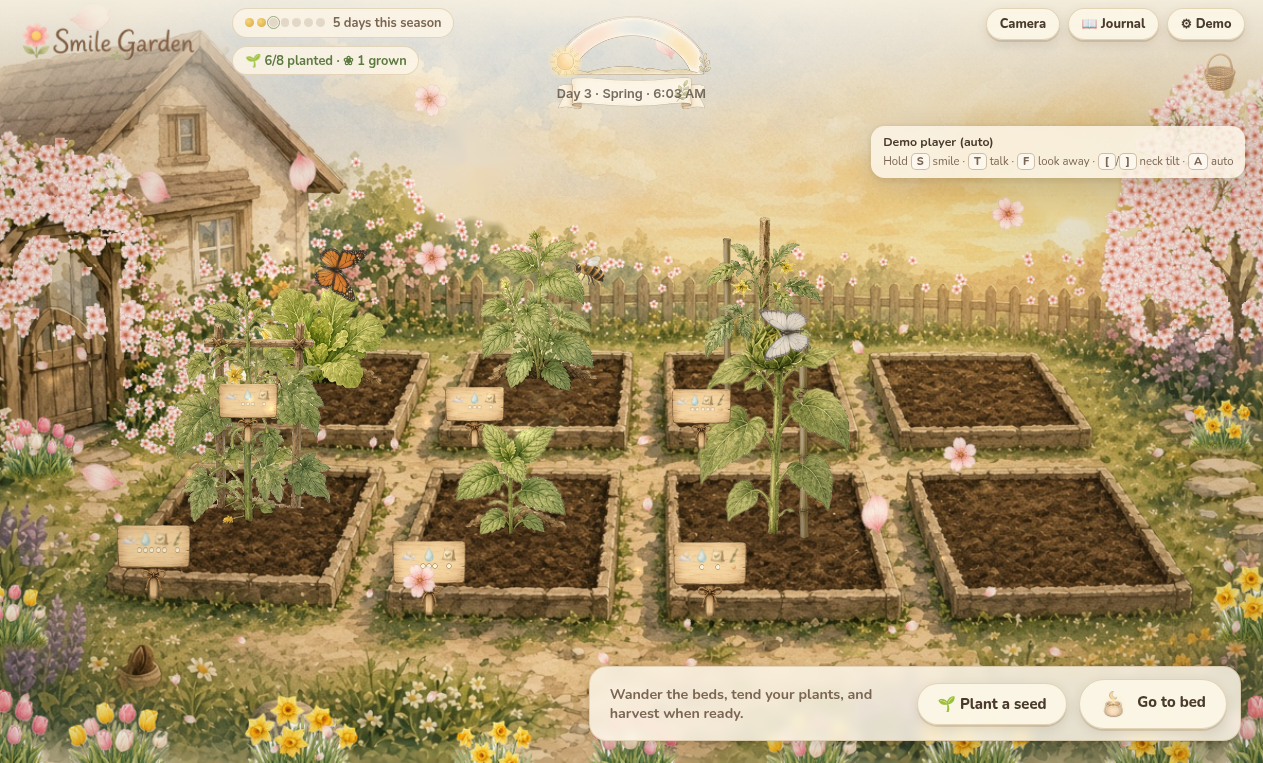 Smile Garden
5 days this season
6/8 planted · ❀ 1 grown
Day 3 · Spring · 6:03 AM
Camera
Journal
Demo
Demo player (auto)
Hold S smile · T talk · F look away · [ / ] neck tilt · A auto
Wander the beds, tend your plants, and
harvest when ready.
Plant a seed
Go to bed